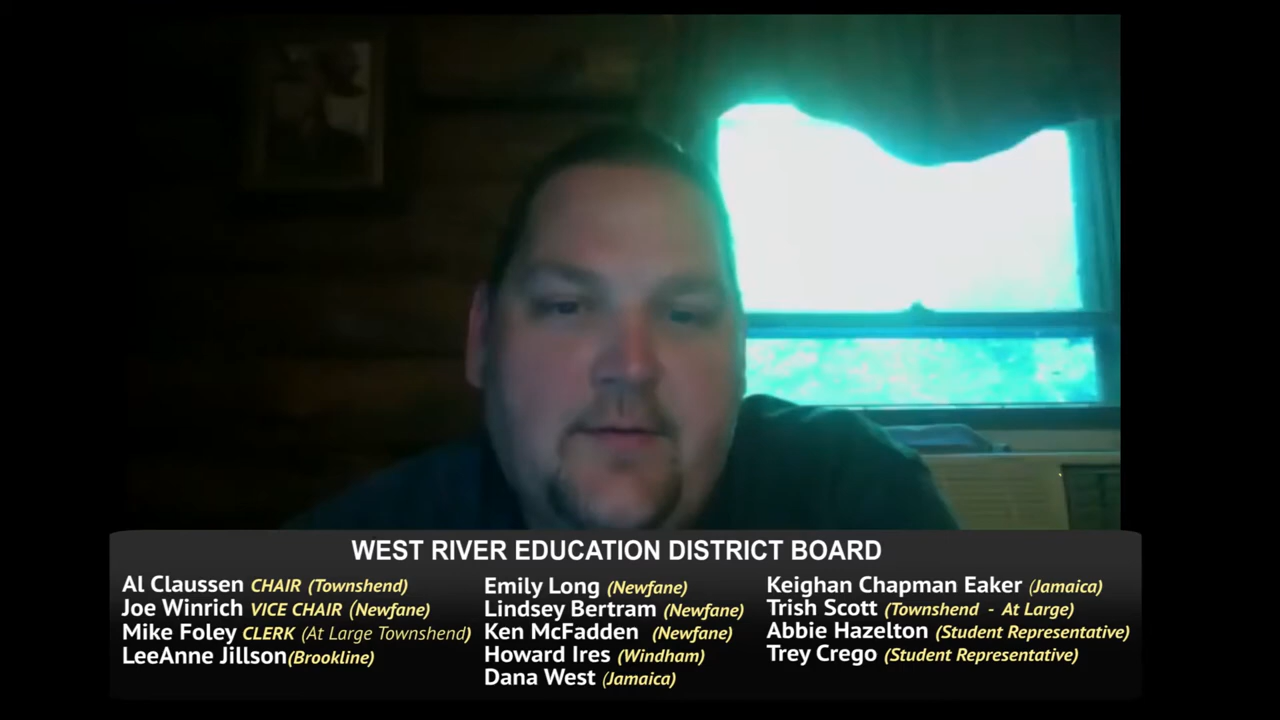 WEST RIVER EDUCATION DISTRICT BOARD
Al Claussen CHAIR (Townshend)
Joe Winrich VICE CHAIR (Newfane)
Mike Foley CLERK (At Large Townshend)
LeeAnne Jillson(Brookline)
Emily Long (Newfane)
Lindsey Bertram (Newfane)
Ken McFadden (Newfane)
Howard Ires (Windham)
Dana West (Jamaica)
Keighan Chapman Eaker (Jamaica)
Trish Scott (Townshend - At Large)
Abbie Hazelton (Student Representative)
Trey Crego (Student Representative)